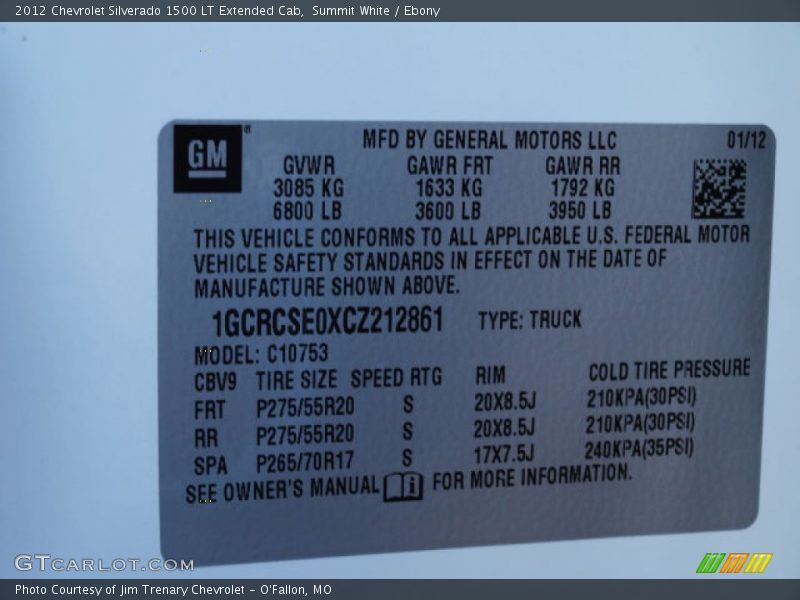 2012 Chevrolet Silverado 1500 LT Extended Cab,  Summit White / Ebony
GM®
MFD BY GENERAL MOTORS LLC 01/12
GVWR GAWR FRT GAWR RR
3085 KG 1633 KG 1792 KG
6800 LB 3600 LB 3950 LB
THIS VEHICLE CONFORMS TO ALL APPLICABLE U.S. FEDERAL MOTOR
VEHICLE SAFETY STANDARDS IN EFFECT ON THE DATE OF
MANUFACTURE SHOWN ABOVE.
1GCRCSE0XCZ212861 TYPE: TRUCK
MODEL: C10753
CBV9 TIRE SIZE SPEED RTG RIM COLD TIRE PRESSURE
FRT P275/55R20 S 20X8.5J 210KPA(30PSI)
RR P275/55R20 S 20X8.5J 210KPA(30PSI)
SPA P265/70R17 S 17X7.5J 240KPA(35PSI)
SEE OWNER'S MANUAL i FOR MORE INFORMATION.
GTCARLOT.COM
Photo Courtesy of Jim Trenary Chevrolet - O'Fallon, MO